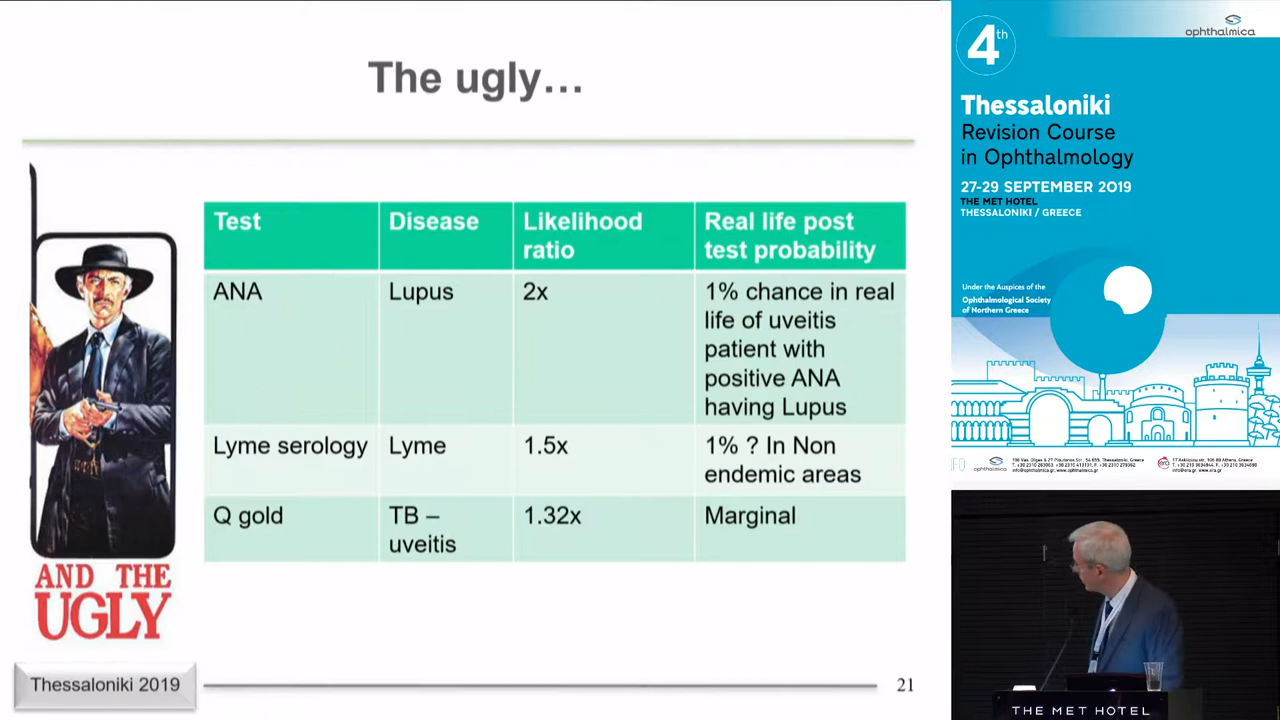 The ugly…
Test
Disease
Likelihood
ratio
Real life post
test probability
ANA
Lupus
2x
1% chance in real
life of uveitis
patient with
positive ANA
having Lupus
Lyme serology
Lyme
1.5x
1% ? In Non
endemic areas
Q gold
TB –
uveitis
1.32x
Marginal
AND THE
UGLY
Thessaloniki 2019
21
ophthalmica
4th
Thessaloniki
Revision Course
in Ophthalmology
27-29 SEPTEMBER 2019
THE MET HOTEL
THESSALONIKI / GREECE
Under the Auspices of the
Ophthalmological Society
of Northern Greece
ophthalmica
THE MET HOTEL